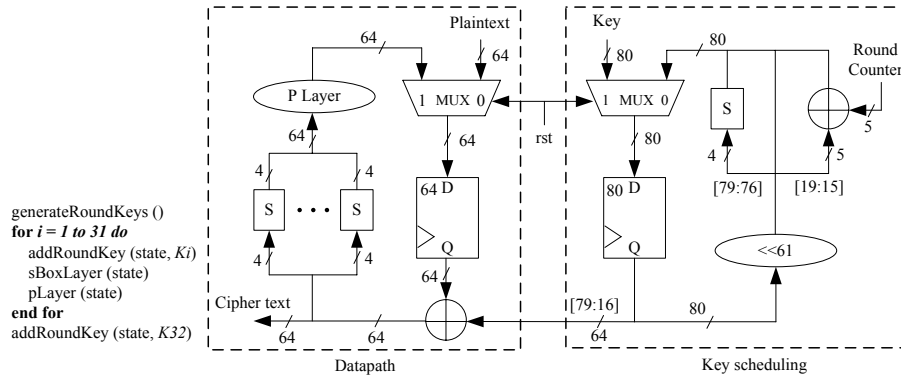 generateRoundKeys ()
for i = 1 to 31 do
addRoundKey (state, Ki)
sBoxLayer (state)
pLayer (state)
end for
addRoundKey (state, K32)
64
Plaintext
64
P Layer
1 MUX 0
64
64
4
4
S
• • •
S
4
4
64 D
Q
64
Cipher text
64
64
Datapath
rst
Key
80
80
1 MUX 0
80
S
4
Round
Counter
5
5
[79:76]
[19:15]
80 D
Q
<<61
[79:16]
64
80
Key scheduling